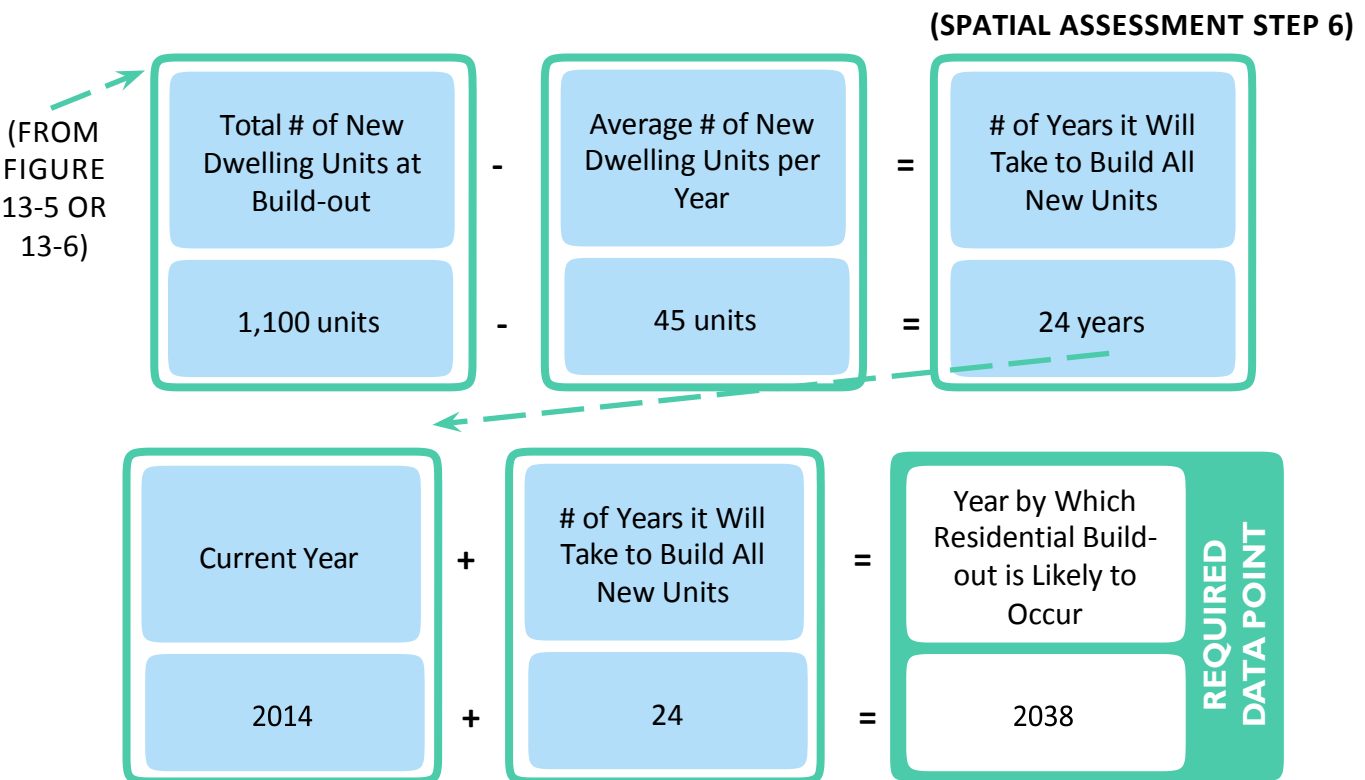 (SPATIAL ASSESSMENT STEP 6)
(FROM
FIGURE
13-5 OR
13-6)
Total # of New
Dwelling Units at
Build-out
-
Average # of New
Dwelling Units per
Year
=
# of Years it Will
Take to Build All
New Units
1,100 units
-
45 units
=
24 years
Current Year
+
# of Years it Will
Take to Build All
New Units
=
Year by Which
Residential Build-
out is Likely to
Occur
2014
+
24
=
2038
REQUIRED
DATA POINT